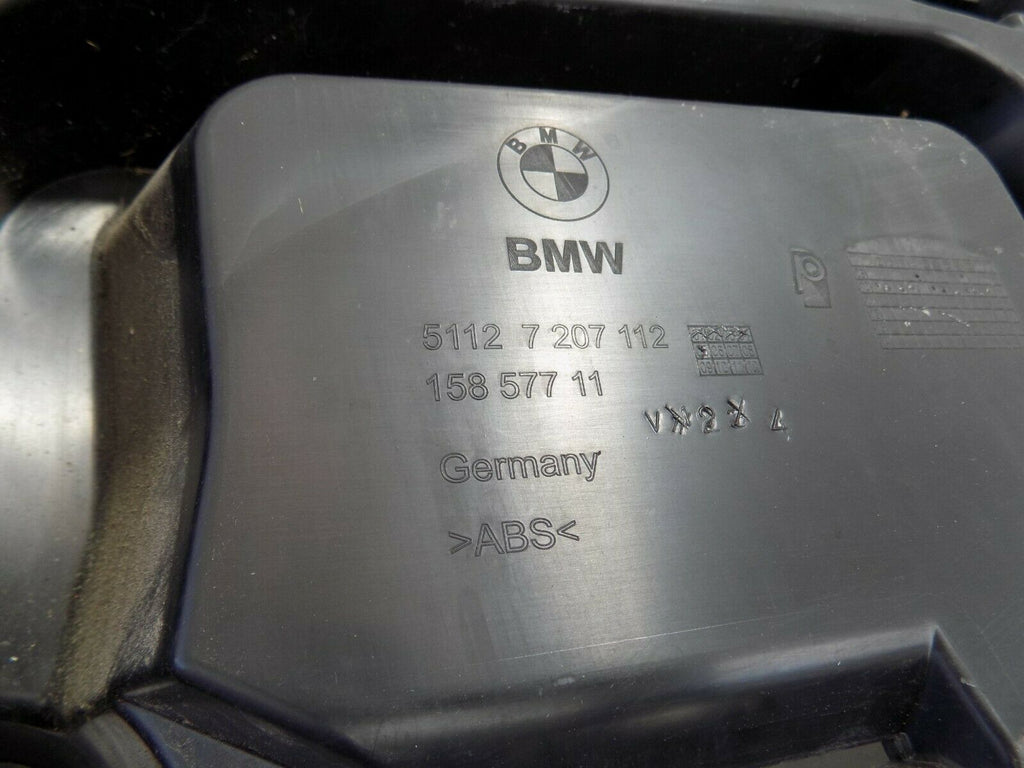 BMW
BMW
5112 7 207 112
158 577 11
Germany
>ABS<